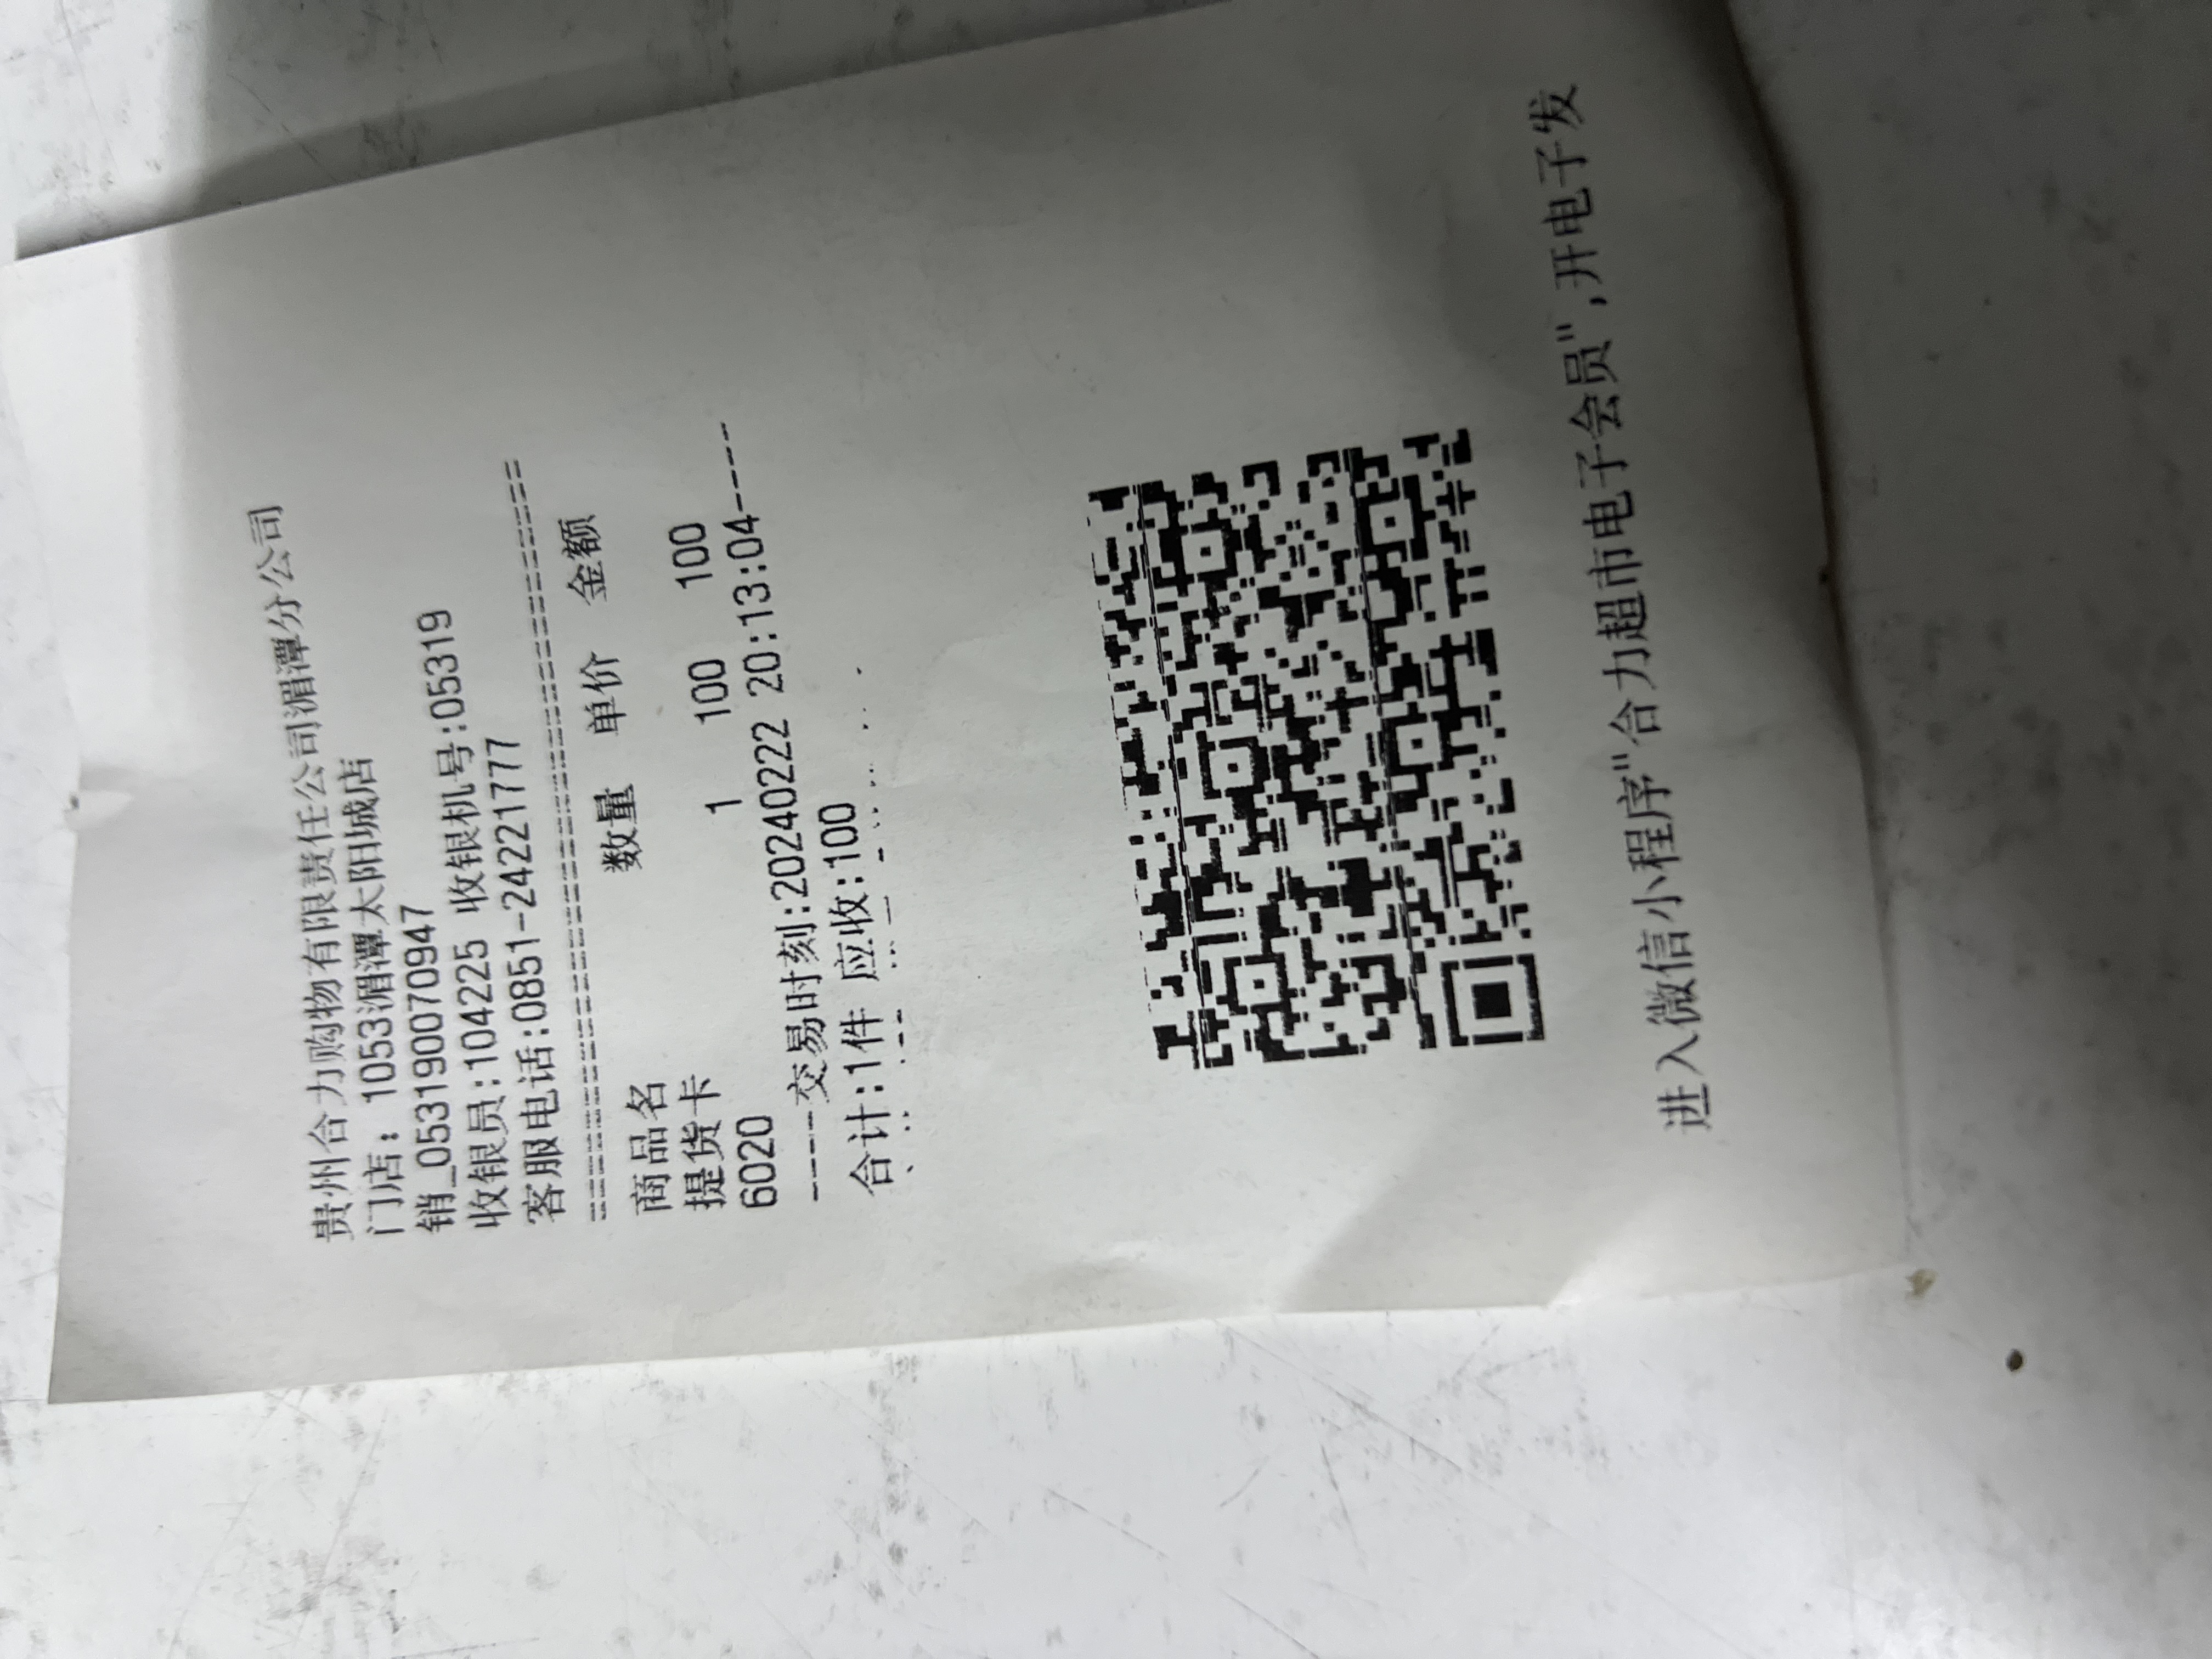 贵州合力购物有限责任公司湄潭分公司
门店: 1053湄潭太阳城店
销_053190070947
收银员:104225 收银机号:05319
客服电话:0851-24221777
================================
商品名 数量 单价 金额
提货卡
6020 1 100 100
----交易时刻:20240222 20:13:04----
合计:1件 应收:100
进入微信小程序"合力超市电子会员",开电子发